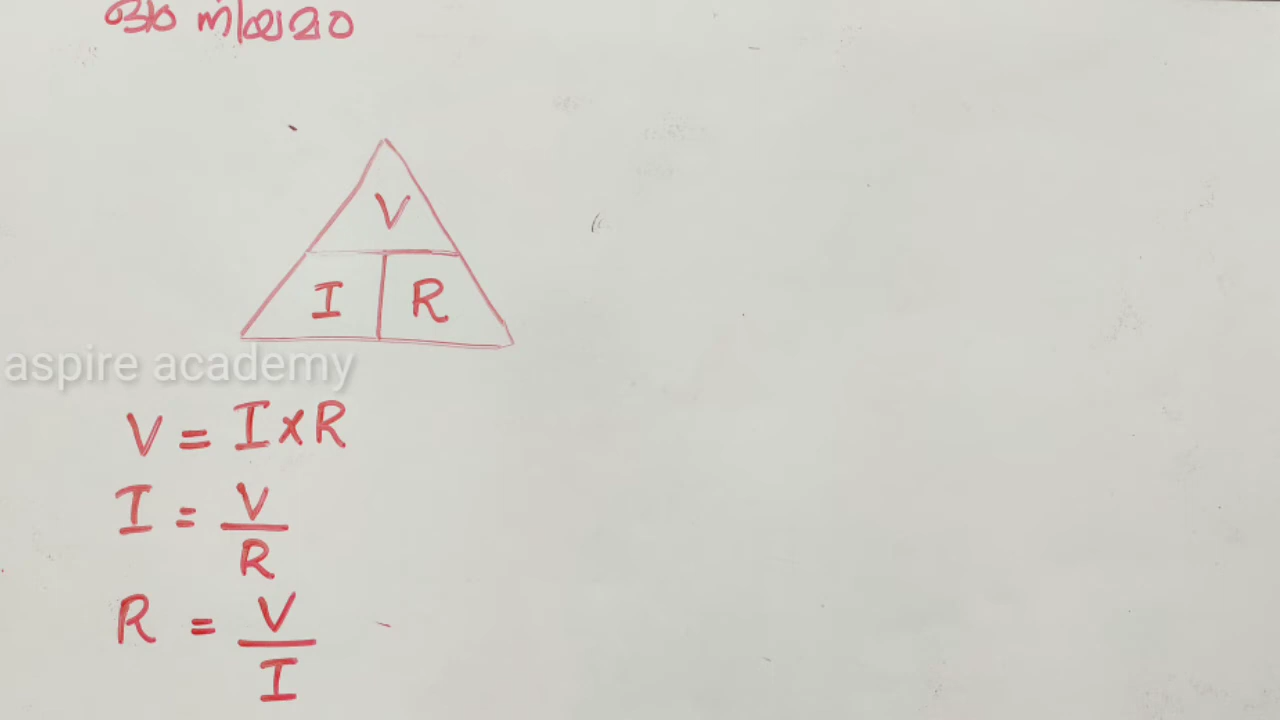 ഓം നിയമം
V
I R
aspire academy
V = I × R
I = V/R
R = V/I